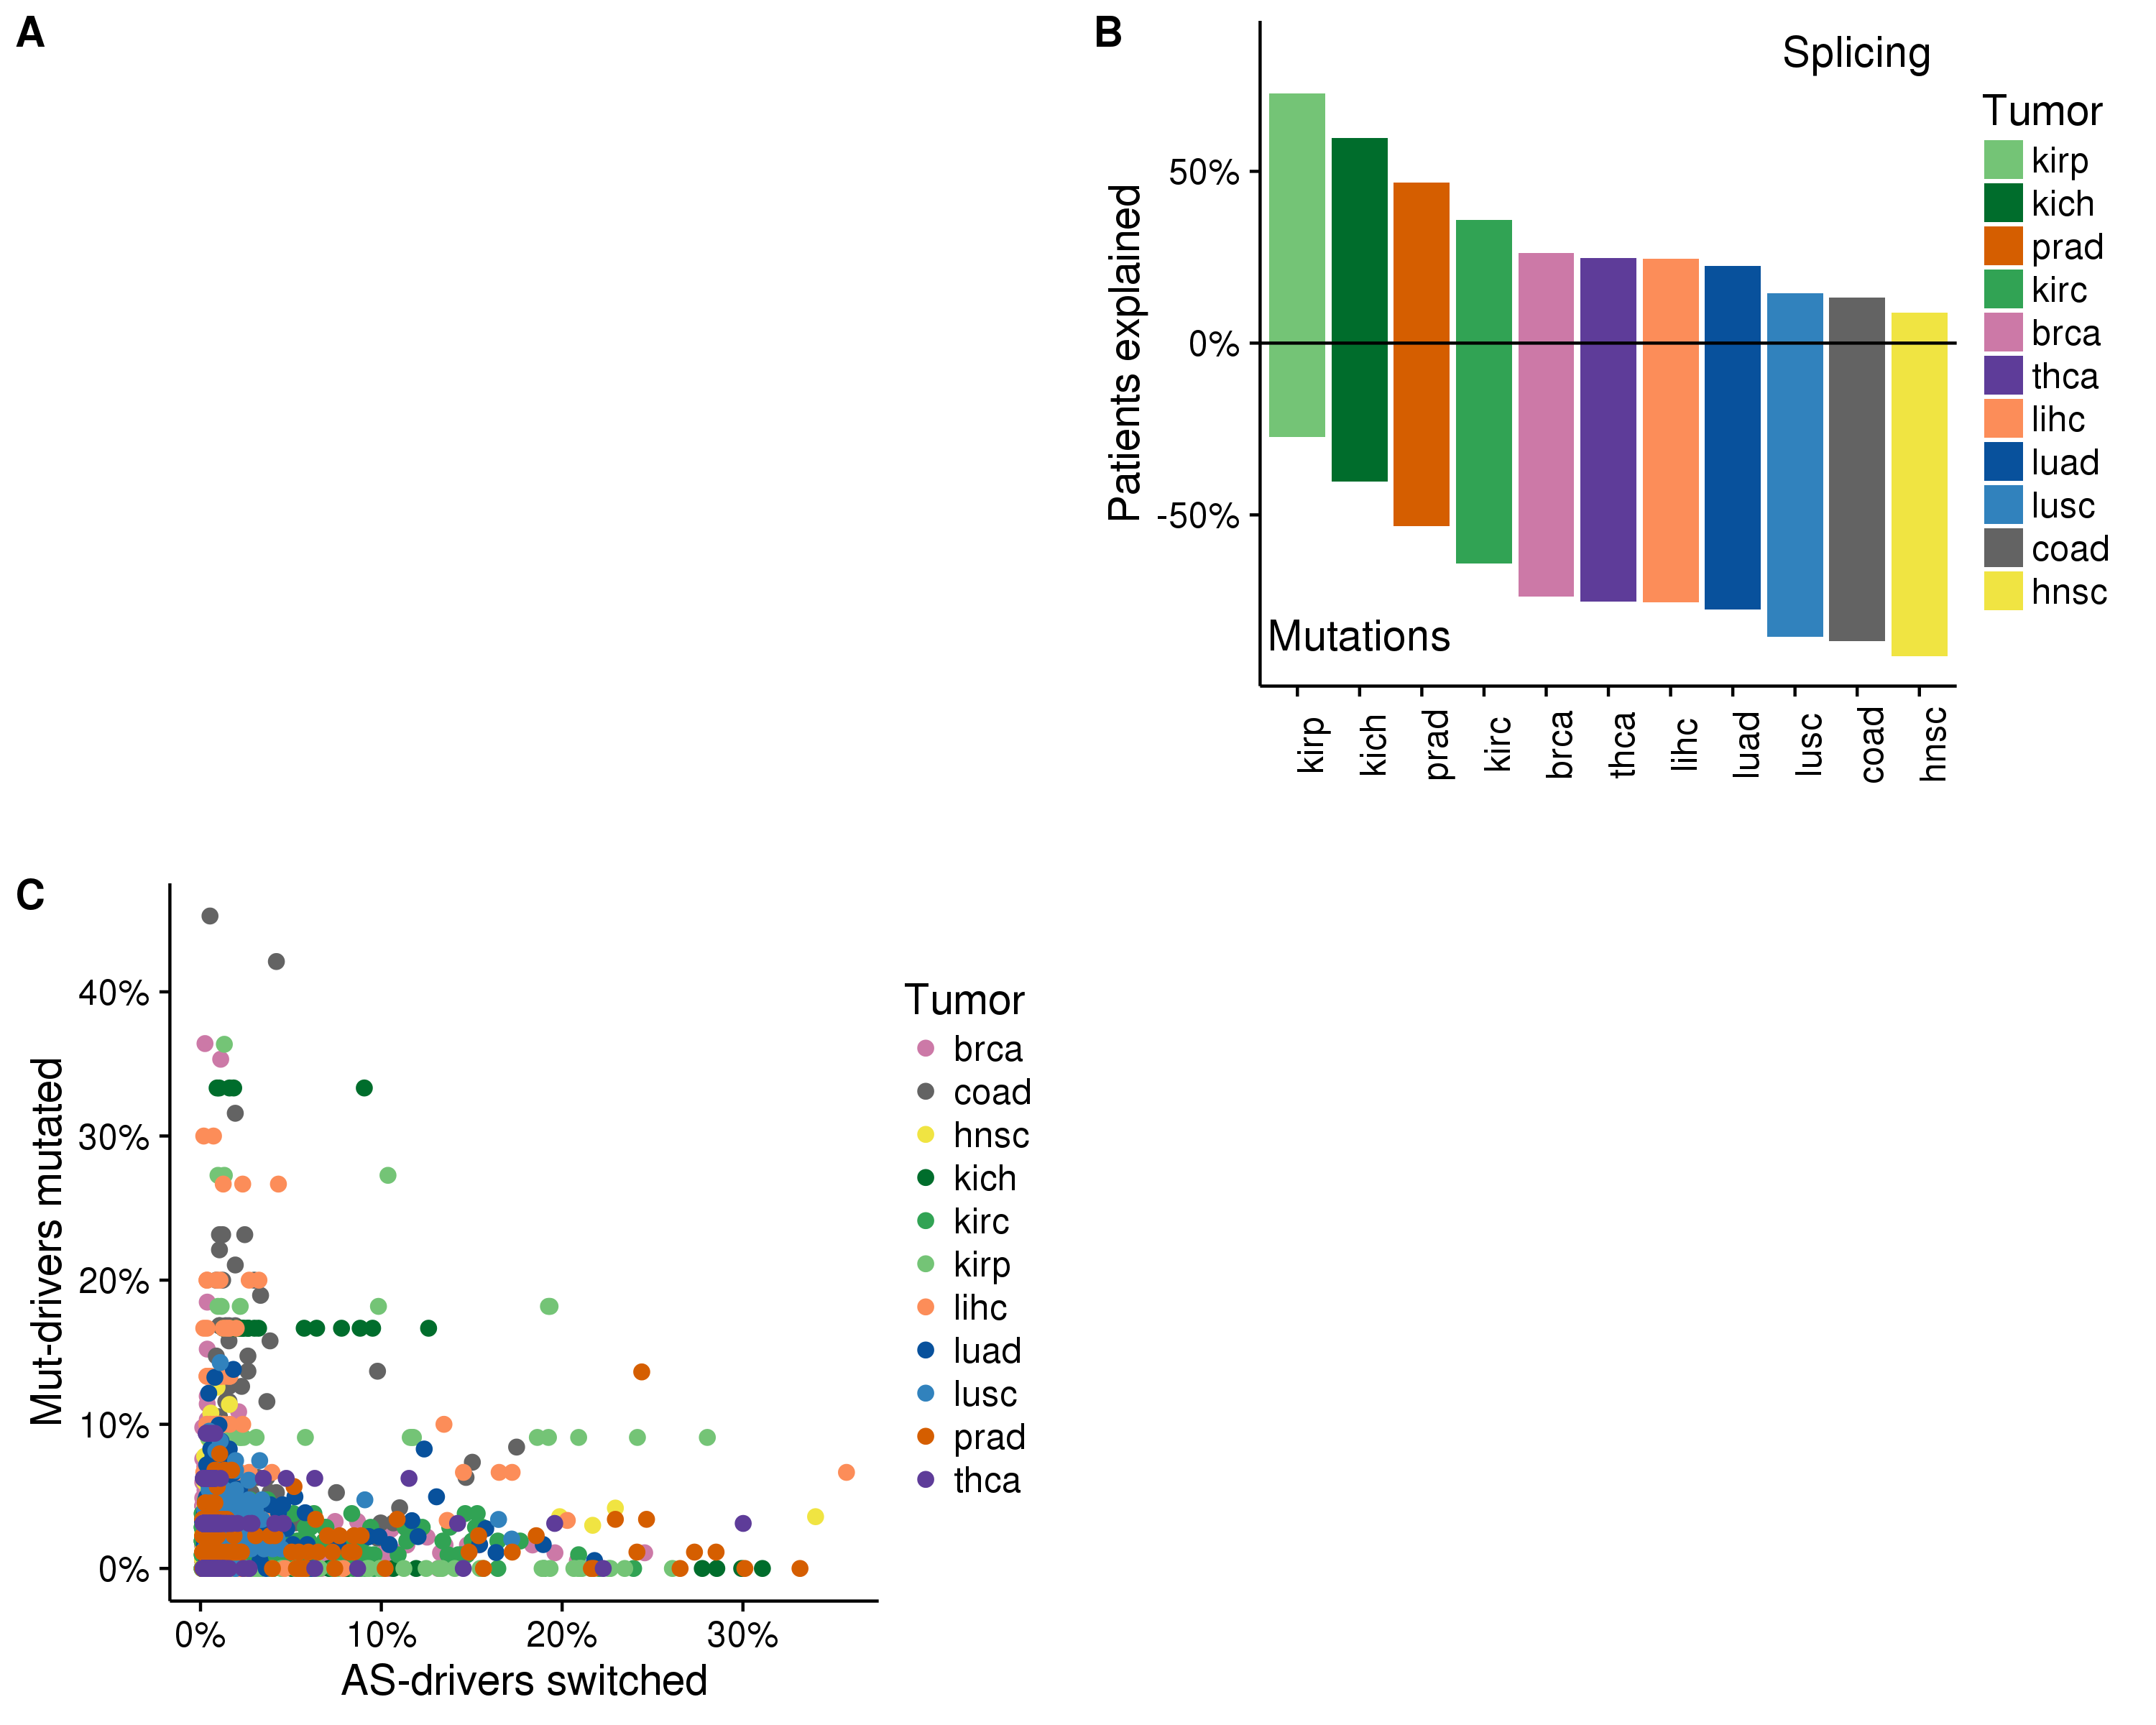 A
B
Splicing
Patients explained
50%
0%
-50%
Mutations
kirp
kich
prad
kirc
brca
thca
lihc
luad
lusc
coad
hnsc
Tumor
kirp
kich
prad
kirc
brca
thca
lihc
luad
lusc
coad
hnsc
C
Mut-drivers mutated
40%
30%
20%
10%
0%
0%
10%
20%
30%
AS-drivers switched
Tumor
brca
coad
hnsc
kich
kirc
kirp
lihc
luad
lusc
prad
thca